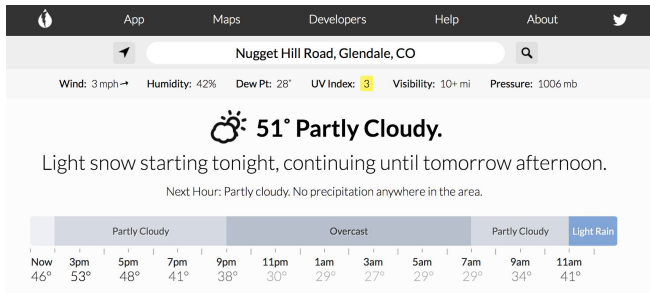 App Maps Developers Help About
Nugget Hill Road, Glendale, CO
Wind: 3 mph → Humidity: 42% Dew Pt: 28° UV Index: 3 Visibility: 10+ mi Pressure: 1006 mb
51° Partly Cloudy.
Light snow starting tonight, continuing until tomorrow afternoon.
Next Hour: Partly cloudy. No precipitation anywhere in the area.
Partly Cloudy Overcast Partly Cloudy Light Rain
Now 3pm 5pm 7pm 9pm 11pm 1am 3am 5am 7am 9am 11am
46° 53° 48° 41° 38° 30° 29° 27° 29° 29° 34° 41°